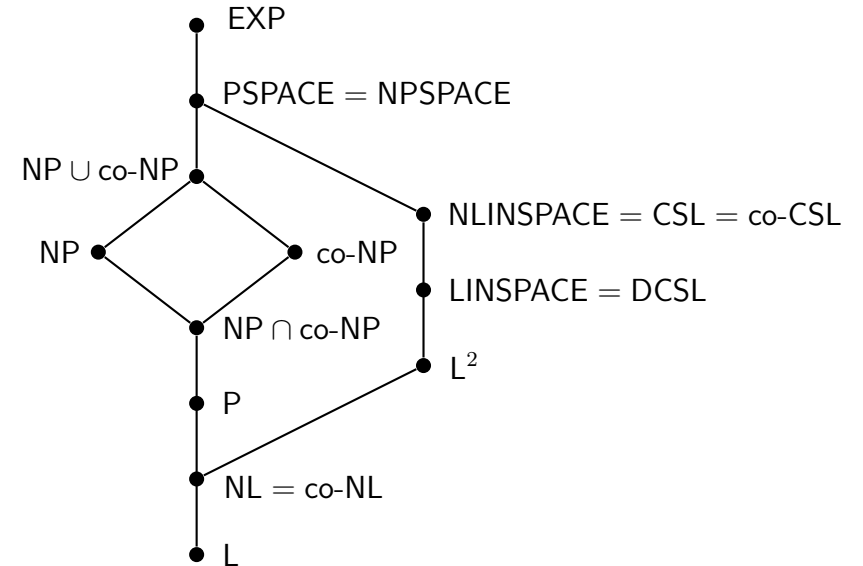 EXP
PSPACE = NPSPACE
NP ∪ co-NP
NLINSPACE = CSL = co-CSL
NP
co-NP
LINSPACE = DCSL
NP ∩ co-NP
L²
P
NL = co-NL
L